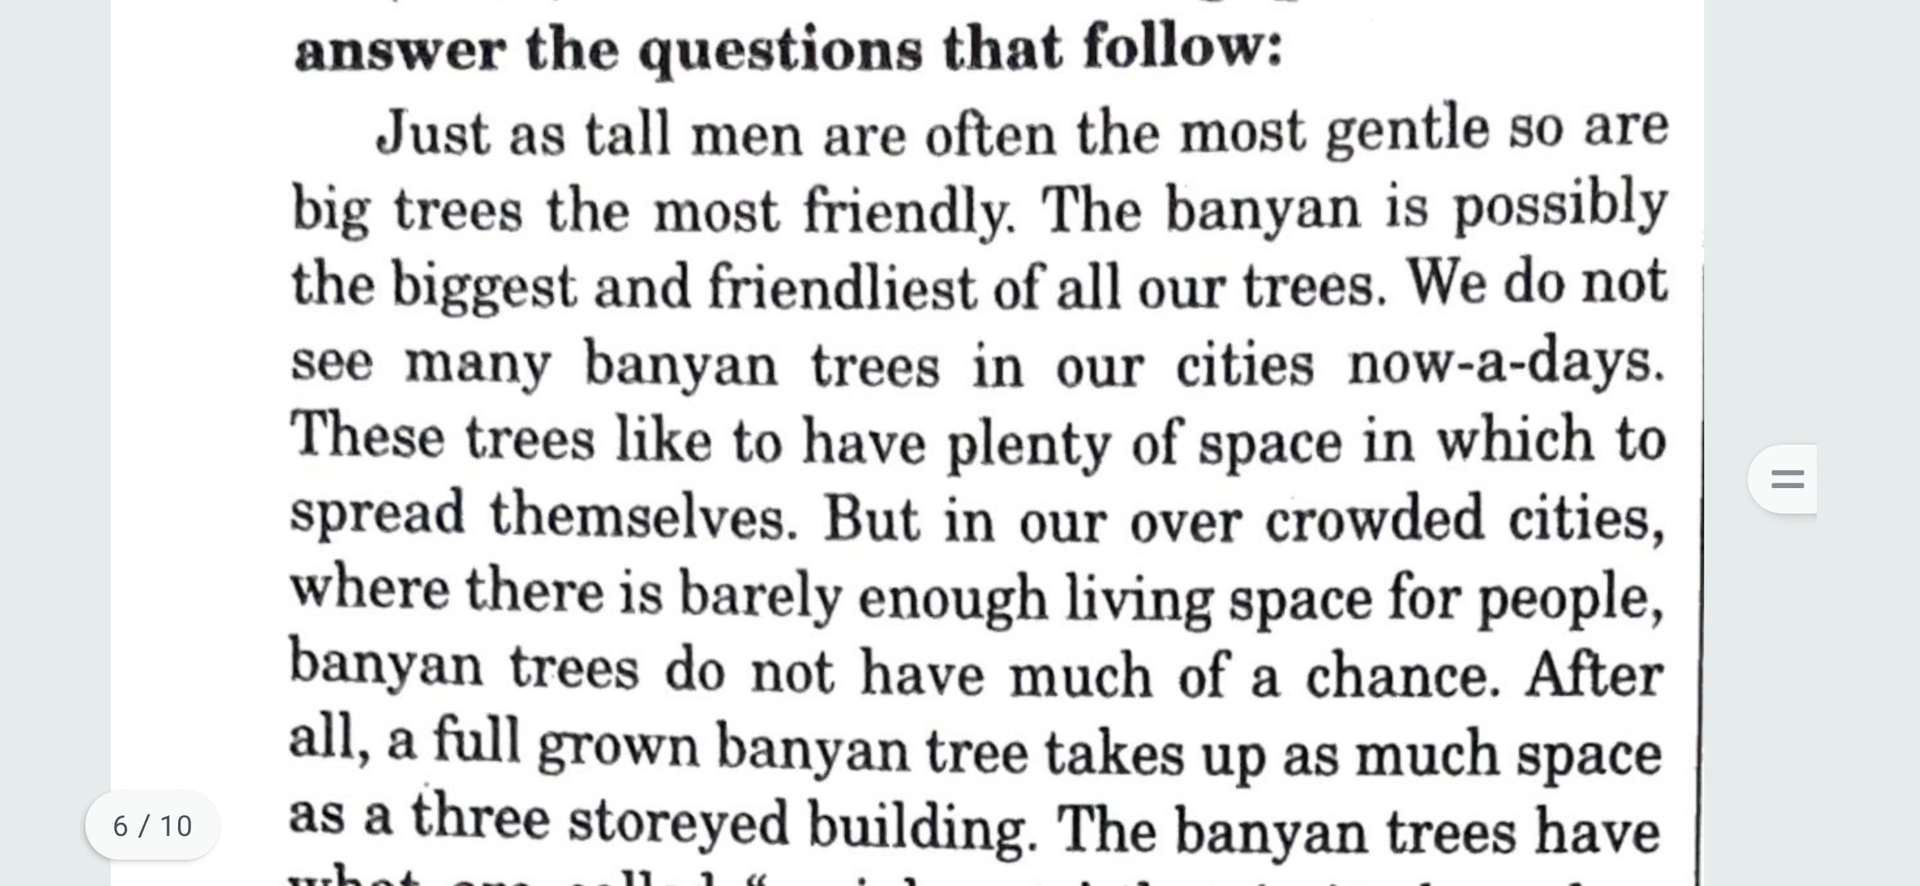 answer the questions that follow:
Just as tall men are often the most gentle so are
big trees the most friendly. The banyan is possibly
the biggest and friendliest of all our trees. We do not
see many banyan trees in our cities now-a-days.
These trees like to have plenty of space in which to
spread themselves. But in our over crowded cities,
where there is barely enough living space for people,
banyan trees do not have much of a chance. After
all, a full grown banyan tree takes up as much space
as a three storeyed building. The banyan trees have
what are called "
6 / 10